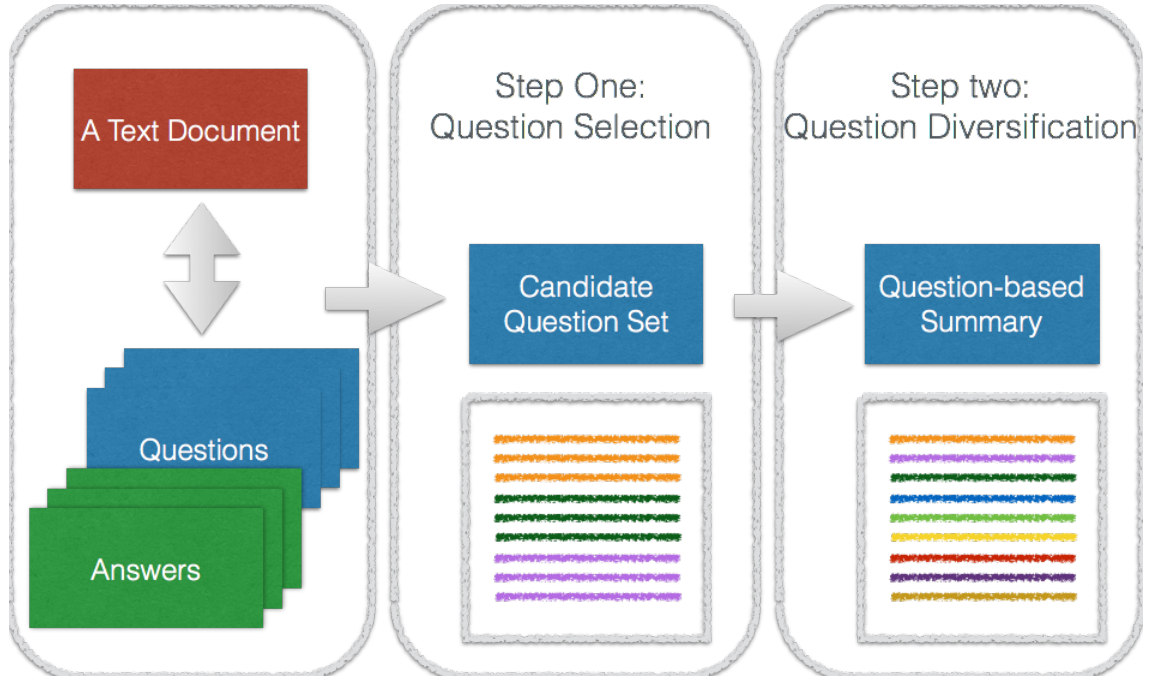 A Text Document
Questions
Answers
Step One:
Question Selection
Candidate
Question Set
Step two:
Question Diversification
Question-based
Summary